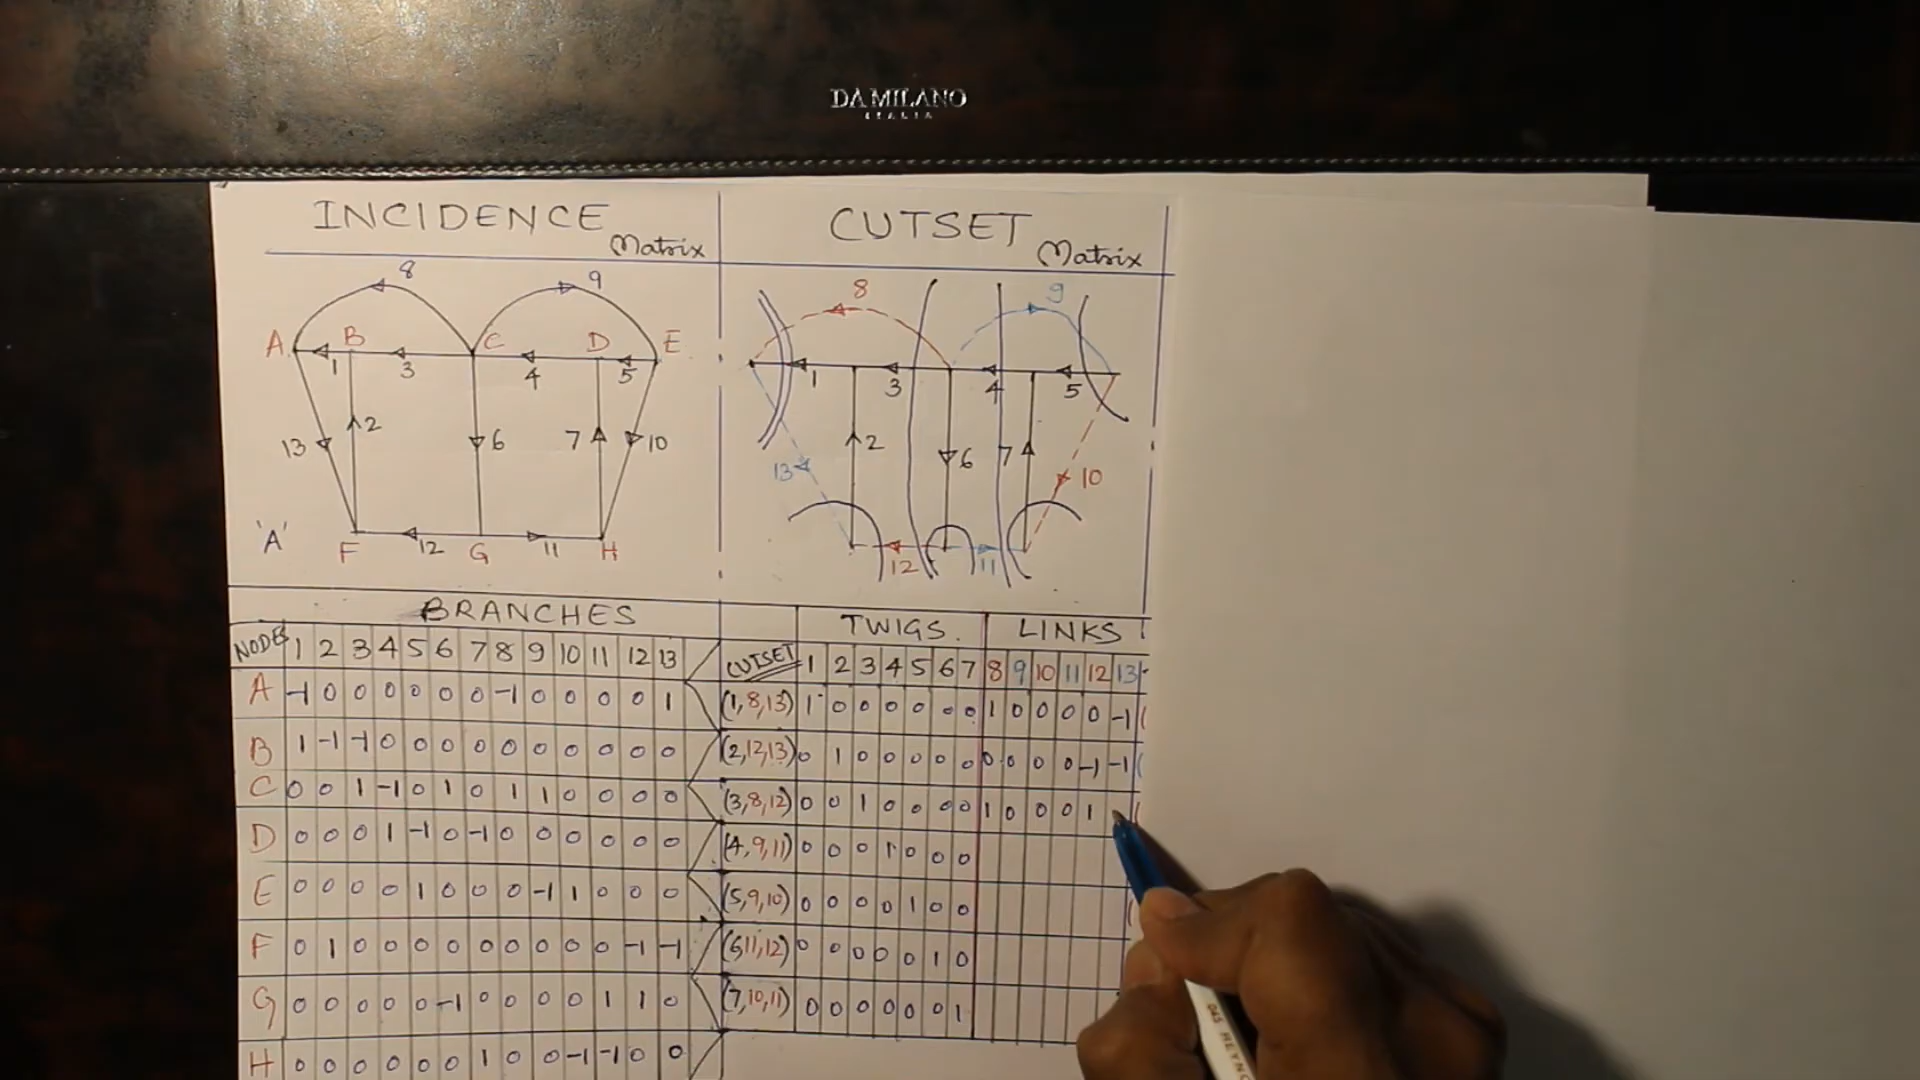 DA MILANO
ITALIA
INCIDENCE
Matrix
8
9
A B C D E
1 3 4 5
13 2 6 7 10
'A'
F 12 G 11 H
CUTSET
Matrix
8
9
1 3 4 5
2 6 7
13 10
12 11
BRANCHES
NODES 1 2 3 4 5 6 7 8 9 10 11 12 13
A -1 0 0 0 0 0 0 -1 0 0 0 0 1
B 1 -1 -1 0 0 0 0 0 0 0 0 0 0
C 0 0 1 -1 0 1 0 1 1 0 0 0 0
D 0 0 0 1 -1 0 -1 0 0 0 0 0 0
E 0 0 0 0 1 0 0 0 -1 1 0 0 0
F 0 1 0 0 0 0 0 0 0 0 0 -1 -1
G 0 0 0 0 0 -1 0 0 0 0 1 1 0
H 0 0 0 0 0 0 1 0 0 -1 -1 0 0
TWIGS. LINKS
CUTSET 1 2 3 4 5 6 7 8 9 10 11 12 13
(1,8,13) 1 0 0 0 0 0 0 1 0 0 0 0 -1
(2,12,13) 0 1 0 0 0 0 0 0 0 0 0 -1 -1
(3,8,12) 0 0 1 0 0 0 0 1 0 0 0 1
(4,9,11) 0 0 0 1 0 0 0
(5,9,10) 0 0 0 0 1 0 0
(6,11,12) 0 0 0 0 0 1 0
(7,10,11) 0 0 0 0 0 0 1